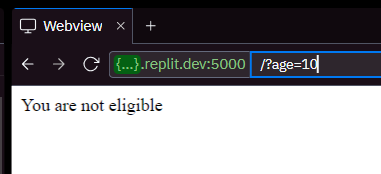 Webview
{...}.replit.dev:5000 /?age=10
You are not eligible